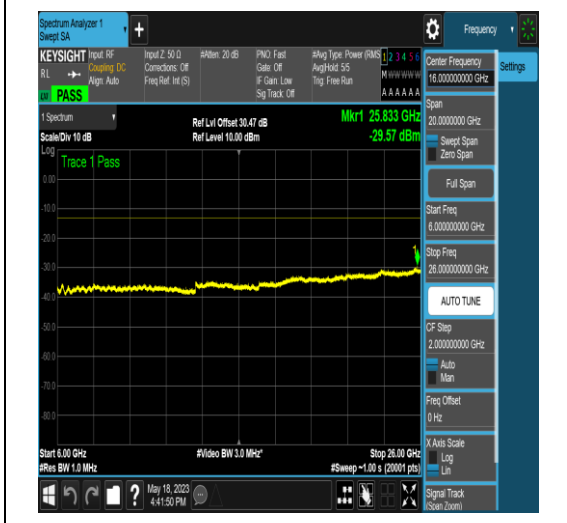 Spectrum Analyzer 1
Swept SA
+
Frequency
KEYSIGHT
RL
Input: RF
Coupling: DC
Align: Auto
Input Z: 50 Ω
Corrections: Off
Freq Ref: Int (S)
#Atten: 20 dB
PNO: Fast
Gate: Off
IF Gain: Low
Sig Track: Off
#Avg Type: Power (RMS
Avg|Hold: 5/5
Trig: Free Run
1 2 3 4 5 6
M W W W W W
A A A A A A
PASS
1 Spectrum
Scale/Div 10 dB
Ref Lvl Offset 30.47 dB
Ref Level 10.00 dBm
Mkr1 25.833 GHz
-29.57 dBm
Log
Trace 1 Pass
0.00
-10.0
-20.0
-30.0
-40.0
-50.0
-60.0
-70.0
-80.0
1
Start 6.00 GHz
#Res BW 1.0 MHz
#Video BW 3.0 MHz*
Stop 26.00 GHz
#Sweep ~1.00 s (20001 pts)
?
May 18, 2023
4:41:50 PM
Center Frequency
16.000000000 GHz
Span
20.0000000 GHz
Swept Span
Zero Span
Full Span
Start Freq
6.000000000 GHz
Stop Freq
26.000000000 GHz
AUTO TUNE
CF Step
2.000000000 GHz
Auto
Man
Freq Offset
0 Hz
X Axis Scale
Log
Lin
Signal Track
(Span Zoom)
Settings